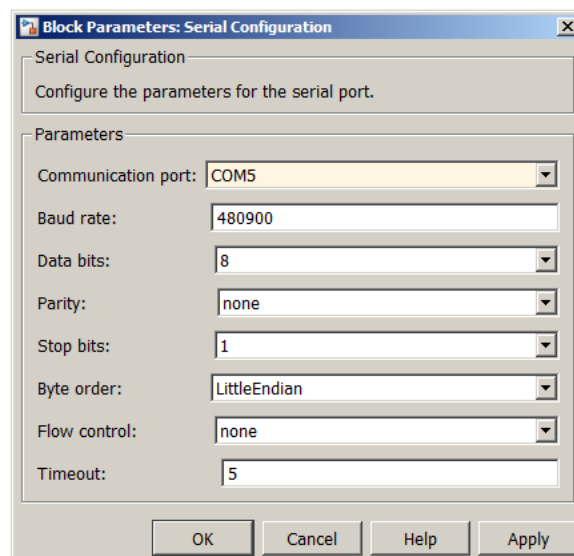 Block Parameters: Serial Configuration
Serial Configuration
Configure the parameters for the serial port.
Parameters
Communication port: COM5
Baud rate: 480900
Data bits: 8
Parity: none
Stop bits: 1
Byte order: LittleEndian
Flow control: none
Timeout: 5
OK Cancel Help Apply